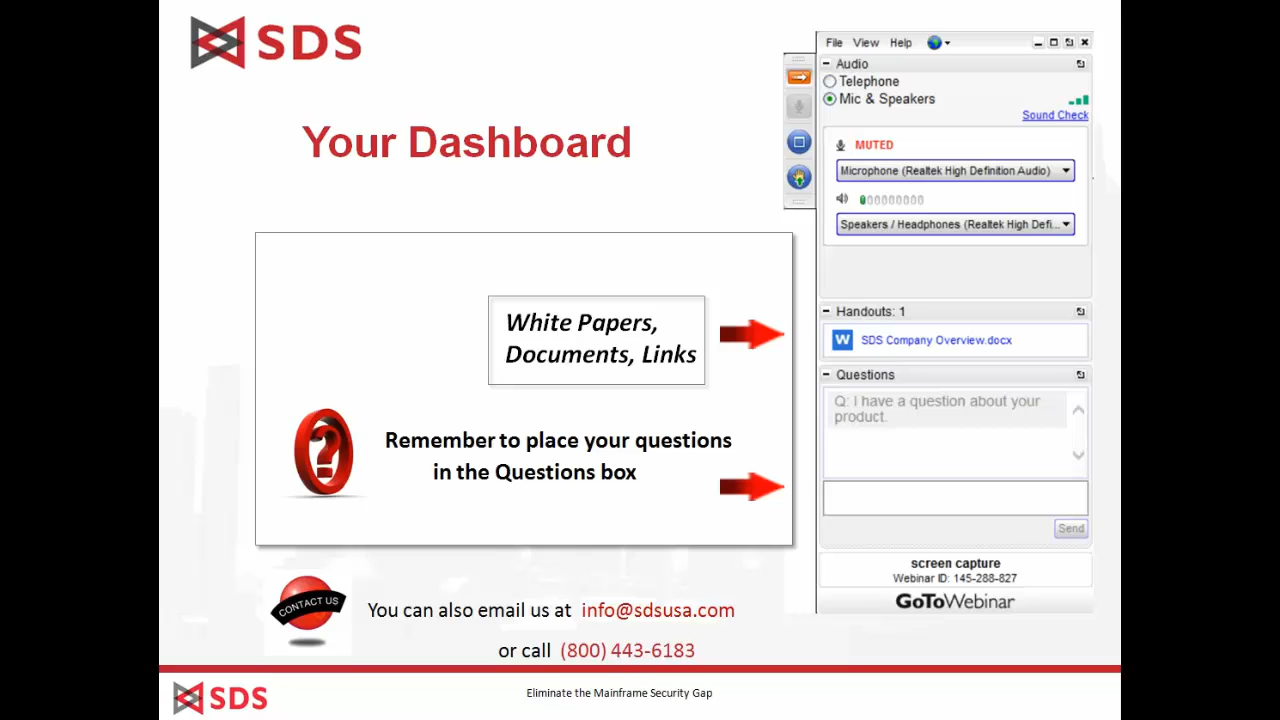 SDS
Your Dashboard
White Papers,
Documents, Links
Remember to place your questions
in the Questions box
CONTACT US
You can also email us at info@sdsusa.com
or call (800) 443-6183
File View Help
Audio
Telephone
Mic & Speakers
Sound Check
MUTED
Microphone (Realtek High Definition Audio)
Speakers / Headphones (Realtek High Defi...
Handouts: 1
W SDS Company Overview.docx
Questions
Q: I have a question about your
product.
Send
screen capture
Webinar ID: 145-288-827
GoToWebinar
SDS
Eliminate the Mainframe Security Gap